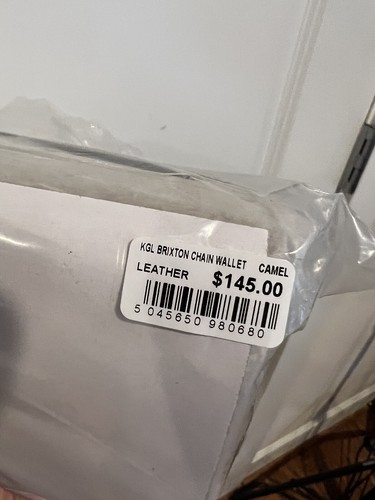 KGL BRIXTON CHAIN WALLET CAMEL
LEATHER $145.00
5 045650 980680